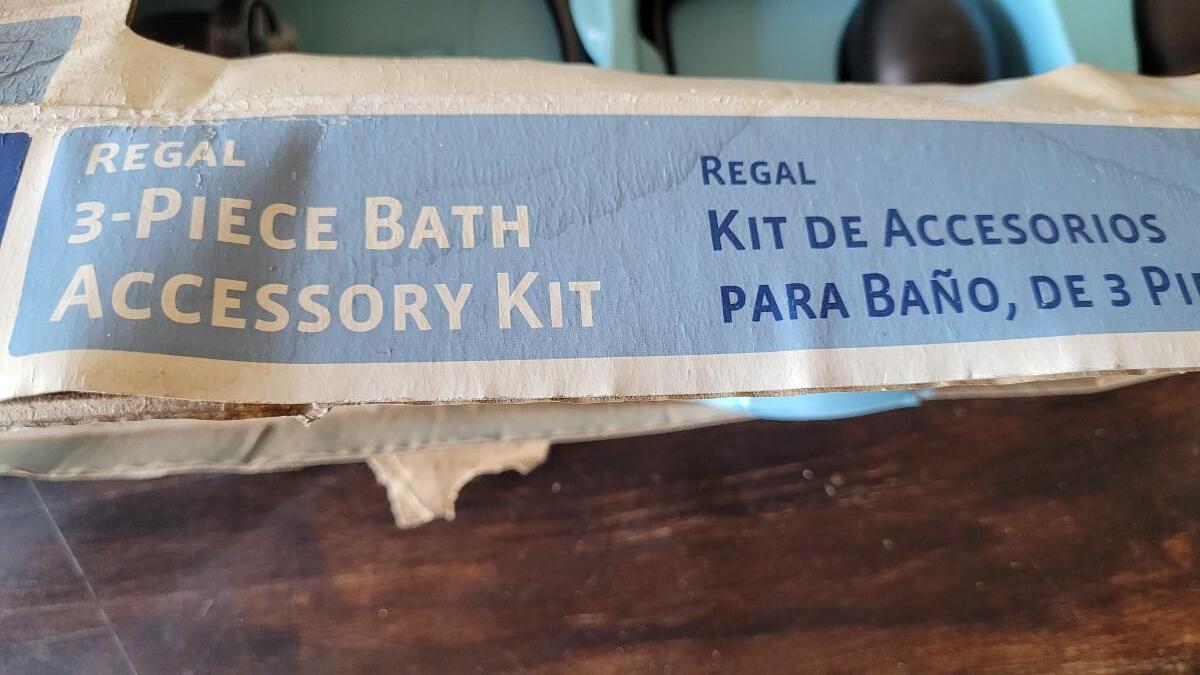 REGAL
3-PIECE BATH
ACCESSORY KIT
REGAL
KIT DE ACCESORIOS
PARA BAÑO, DE 3